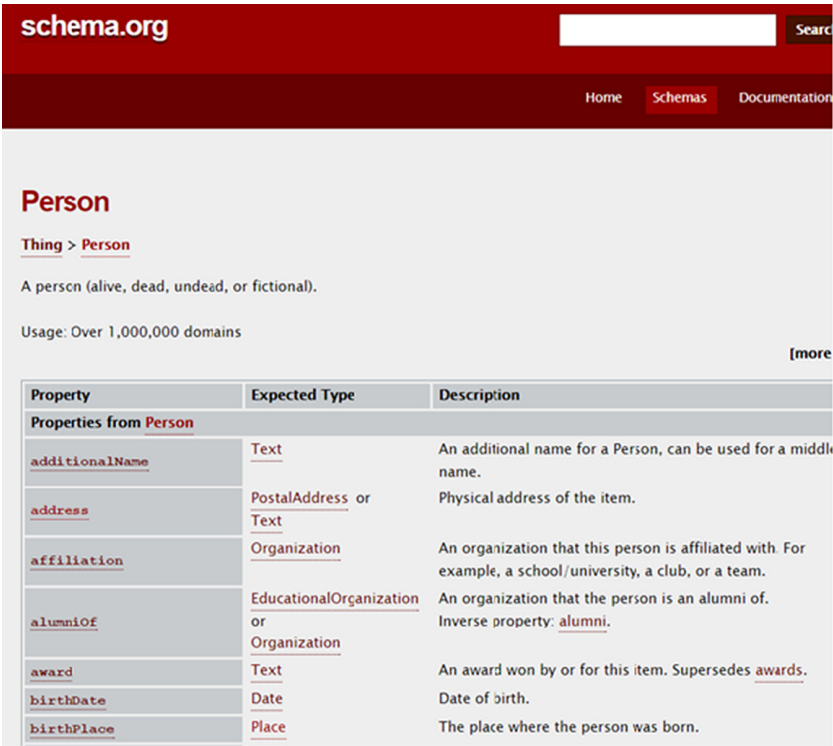 schema.org
Searc
Home Schemas Documentation
Person
Thing > Person
A person (alive, dead, undead, or fictional).
Usage: Over 1,000,000 domains
[more
Property Expected Type Description
Properties from Person
additionalName Text An additional name for a Person, can be used for a middle
name.
address PostalAddress or Physical address of the item.
Text
affiliation Organization An organization that this person is affiliated with. For
example, a school/university, a club, or a team.
alumniOf EducationalOrganization An organization that the person is an alumni of.
or Inverse property: alumni.
Organization
award Text An award won by or for this item. Supersedes awards.
birthDate Date Date of birth.
birthPlace Place The place where the person was born.